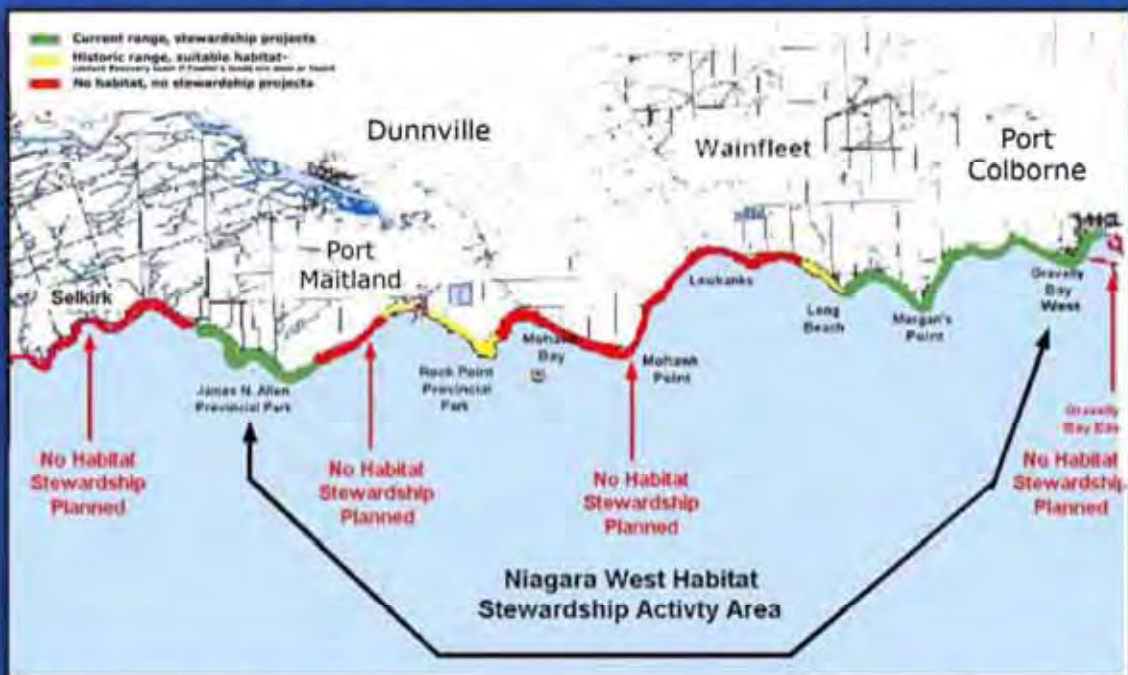 Current range, stewardship projects
Historic range, suitable habitat-
No habitat, no stewardship projects
Dunnville
Wainfleet
Port
Colborne
Port
Maitland
Selkirk
James N. Allen
Provincial Park
Rock Point
Provincial
Park
Mohawk
Bay
Mohawk
Point
Lowbanks
Long
Beach
Morgan's
Point
Gravelly
Bay
West
Gravelly
Bay
No Habitat
Stewardship
Planned
No Habitat
Stewardship
Planned
No Habitat
Stewardship
Planned
No Habitat
Stewardship
Planned
Niagara West Habitat
Stewardship Activty Area